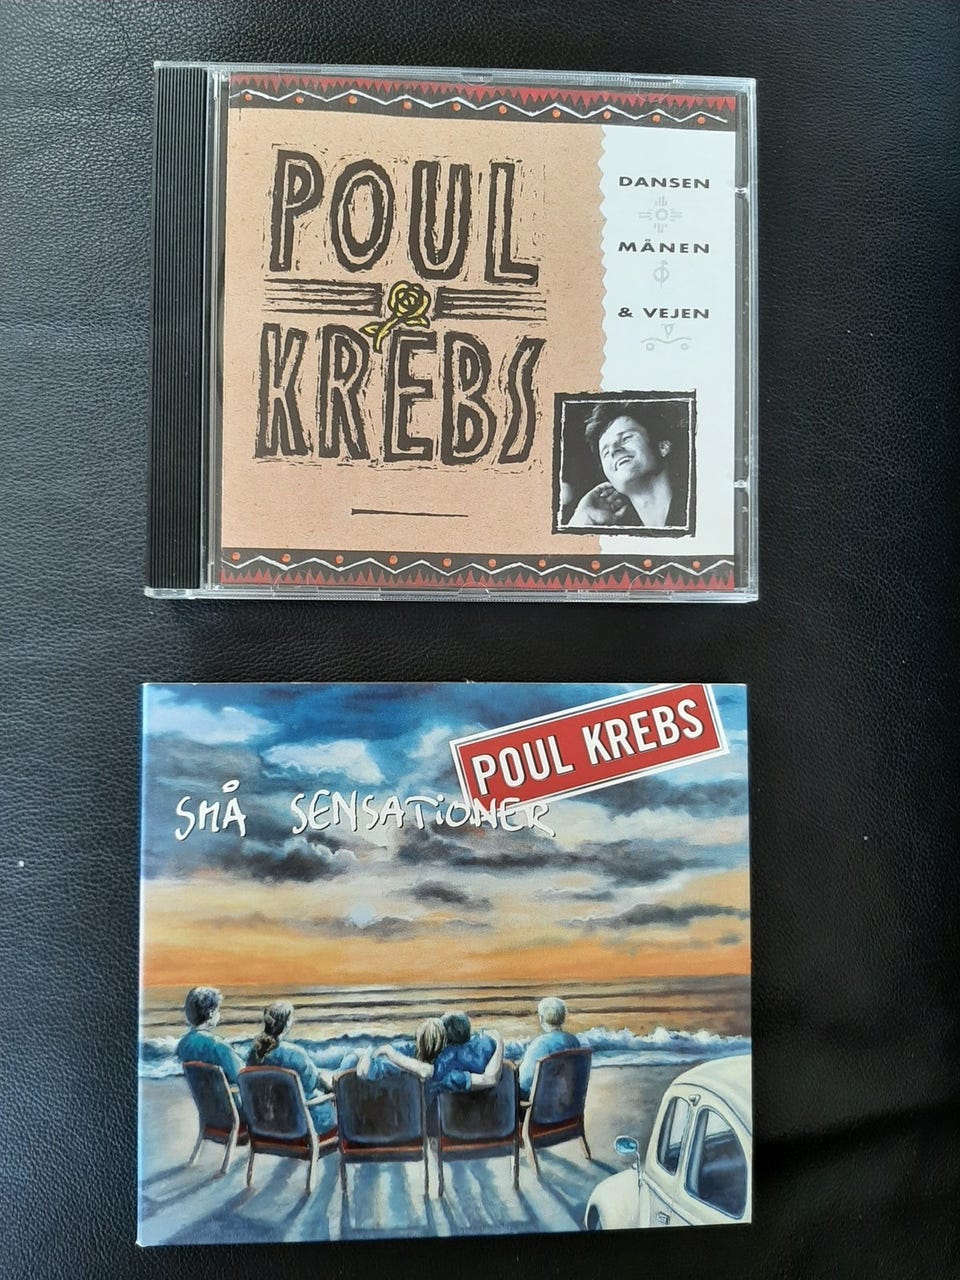 POUL
KREBS
DANSEN
MÅNEN
& VEJEN
POUL KREBS
SMÅ SENSATiONER